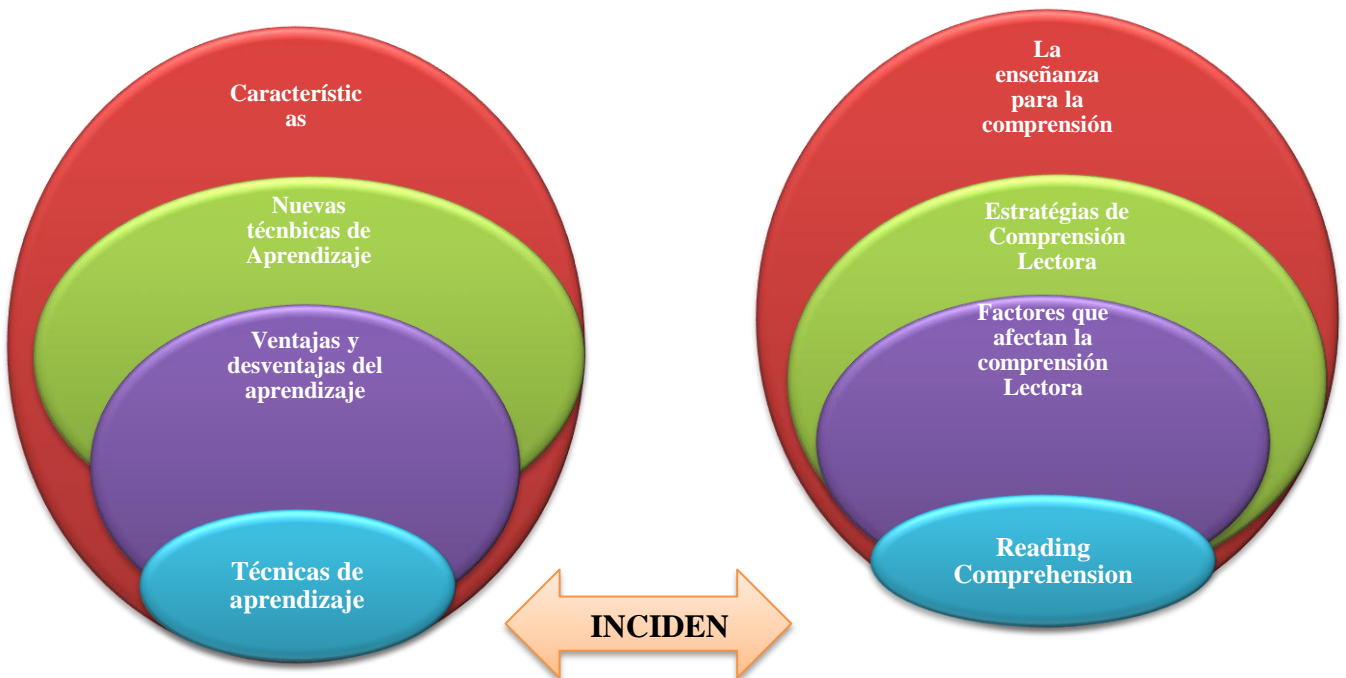 Característic
as
Nuevas
técnbicas de
Aprendizaje
Ventajas y
desventajas del
aprendizaje
Técnicas de
aprendizaje
INCIDEN
La
enseñanza
para la
comprensión
Estratégias de
Comprensión
Lectora
Factores que
afectan la
comprensión
Lectora
Reading
Comprehension